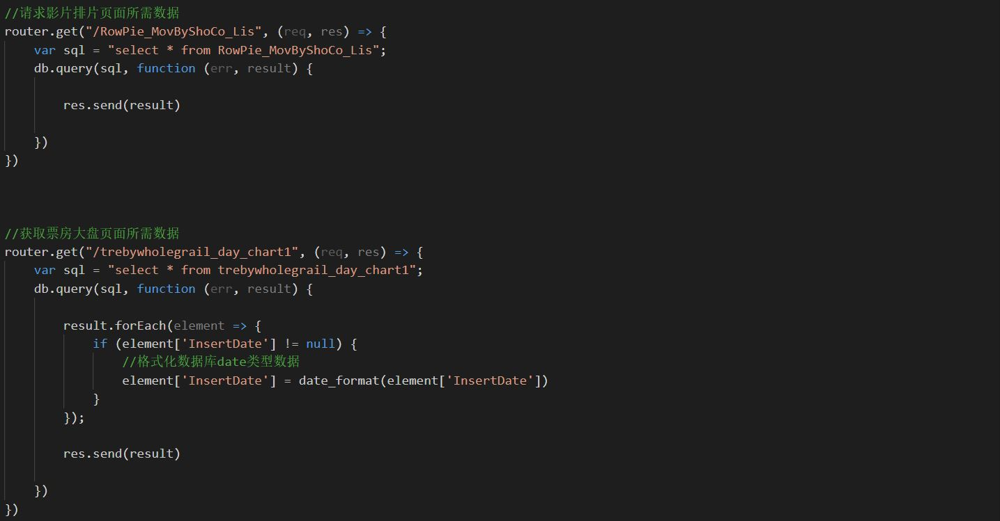 //请求影片排片页面所需数据
router.get("/RowPie_MovByShoCo_Lis", (req, res) => {
    var sql = "select * from RowPie_MovByShoCo_Lis";
    db.query(sql, function (err, result) {
        res.send(result)
    })
})
//获取票房大盘页面所需数据
router.get("/trebywholegrail_day_chart1", (req, res) => {
    var sql = "select * from trebywholegrail_day_chart1";
    db.query(sql, function (err, result) {
        result.forEach(element => {
            if (element['InsertDate'] != null) {
                //格式化数据库date类型数据
                element['InsertDate'] = date_format(element['InsertDate'])
            }
        });
        res.send(result)
    })
})